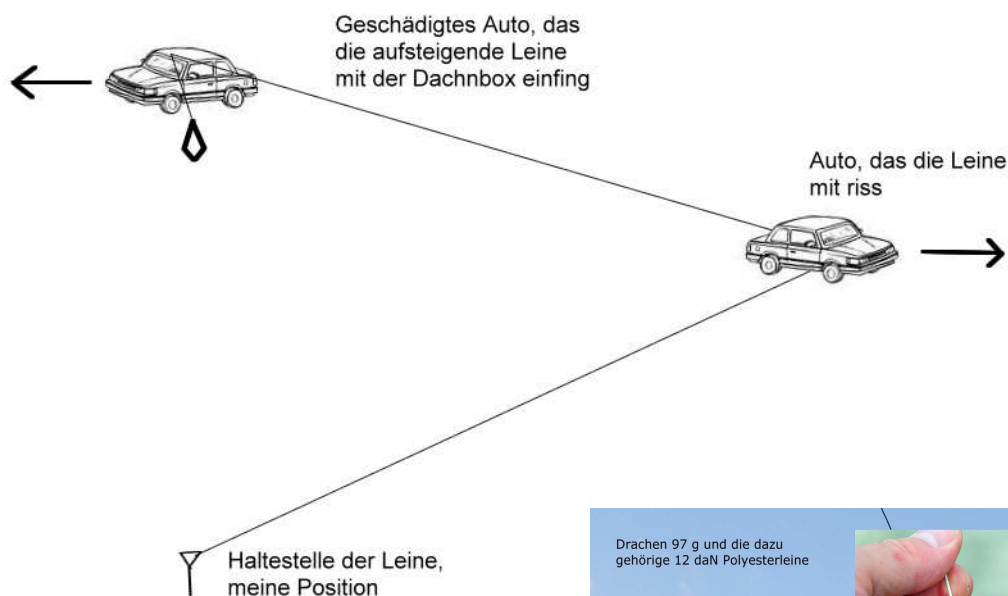 Geschädigtes Auto, das
die aufsteigende Leine
mit der Dachnbox einfing
Auto, das die Leine
mit riss
Haltestelle der Leine,
meine Position
Drachen 97 g und die dazu
gehörige 12 daN Polyesterleine